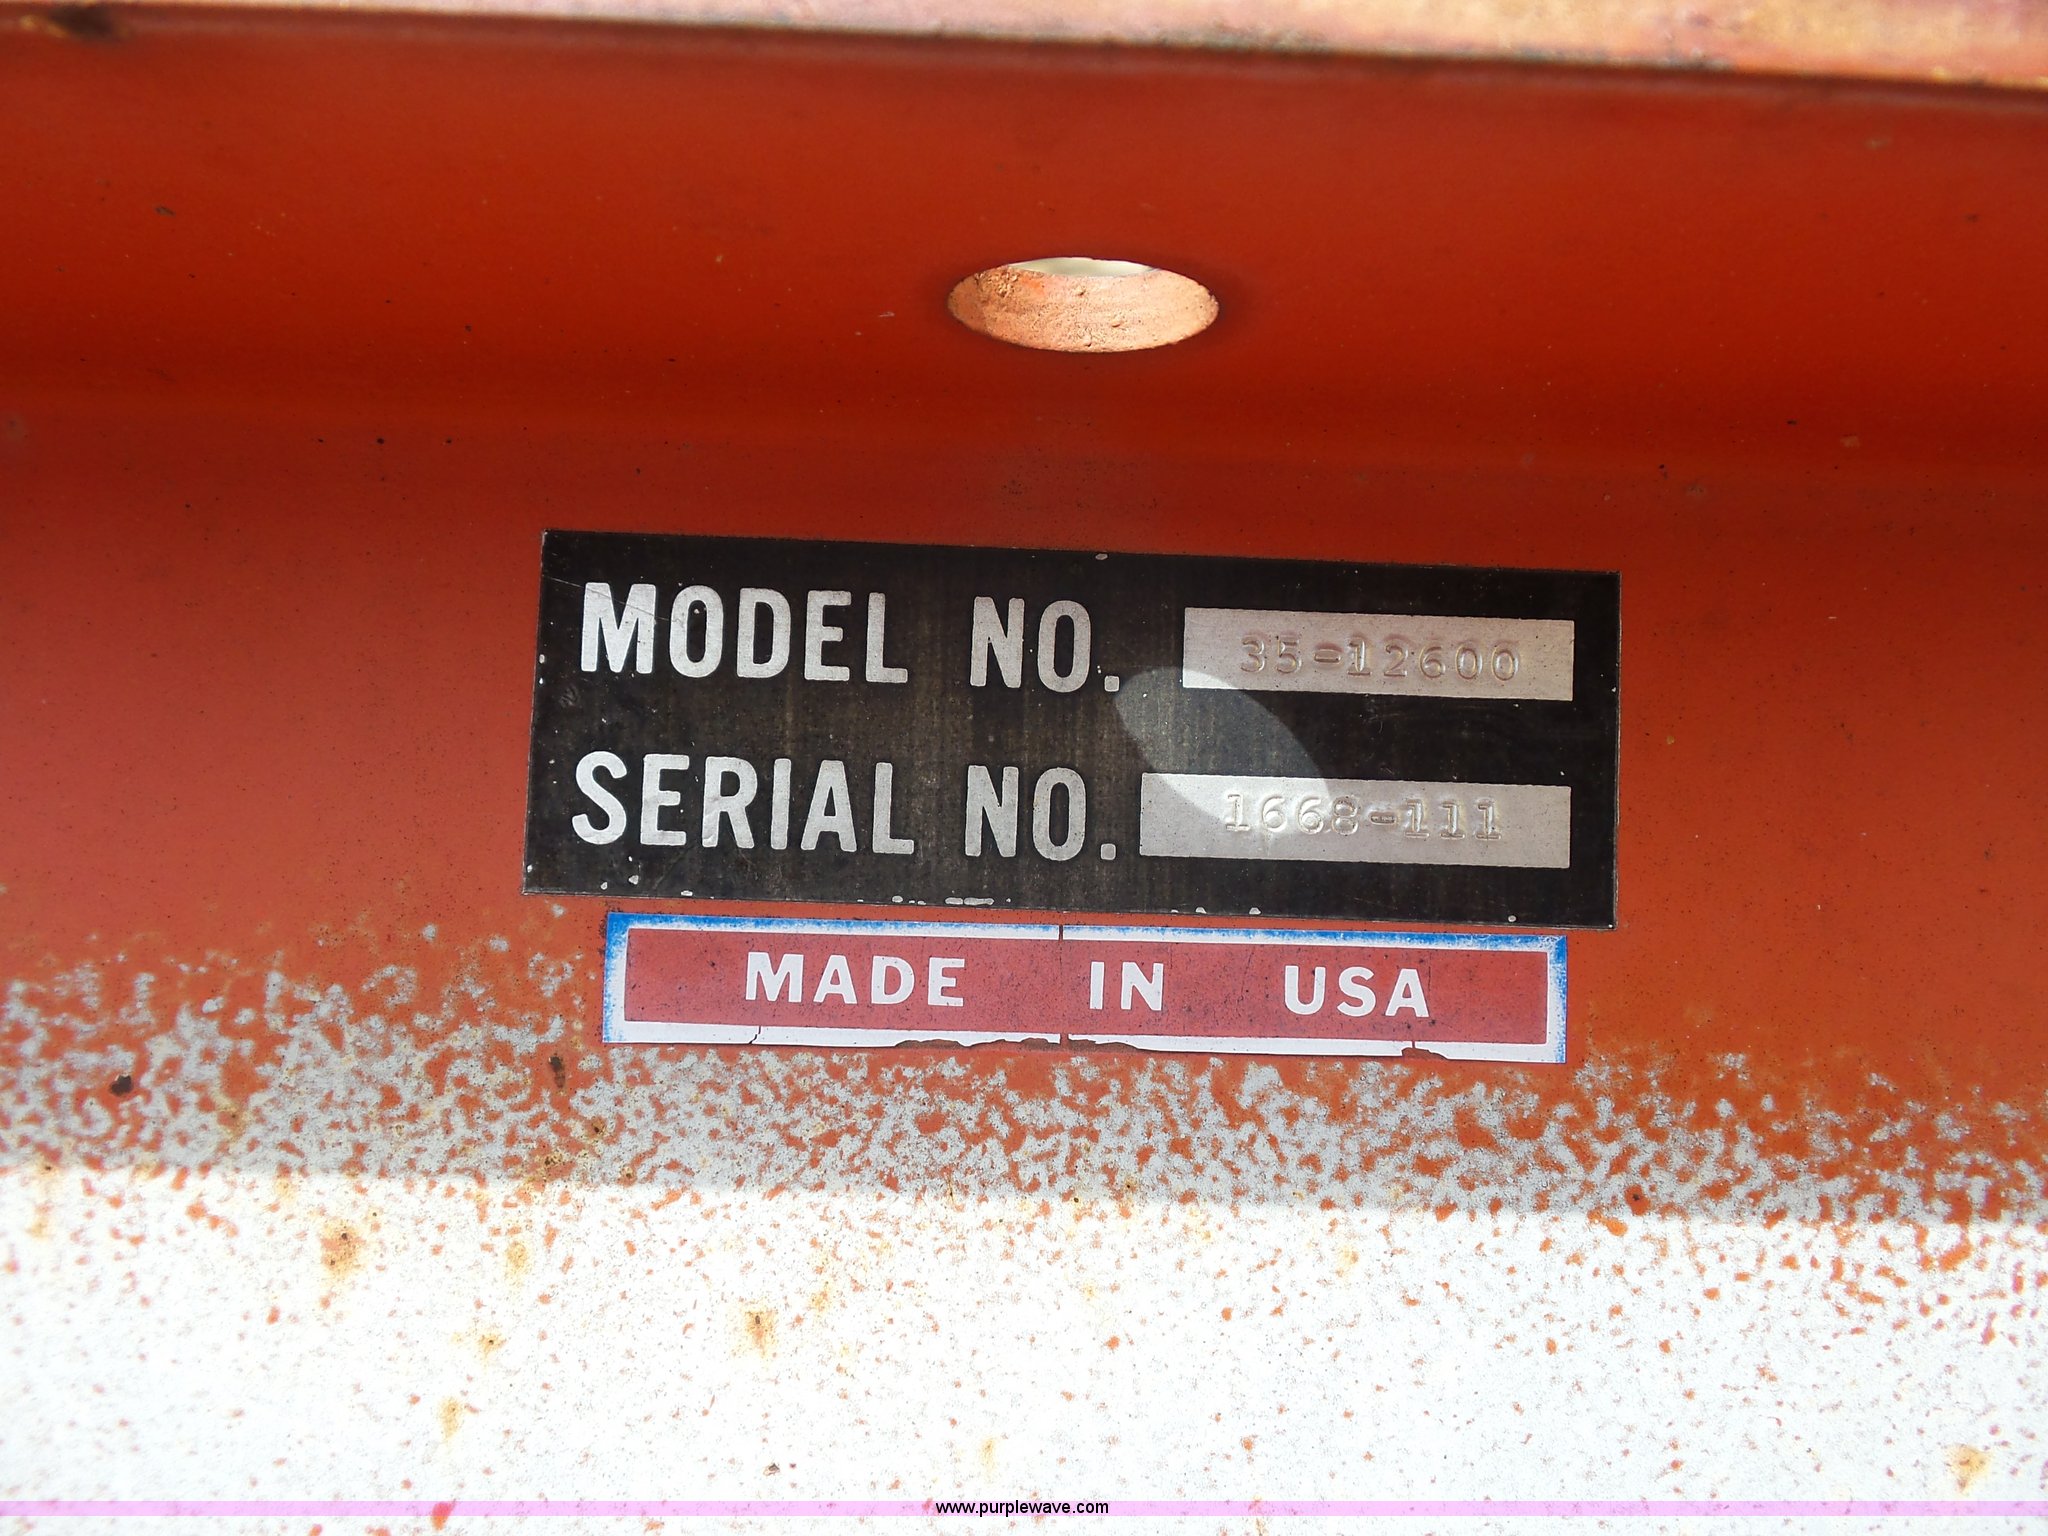 MODEL NO. 35-12600
SERIAL NO. 1668-111
MADE IN USA
www.purplewave.com